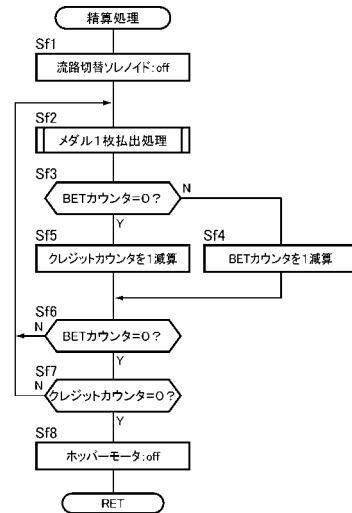 精算処理
Sf1
流路切替ソレノイド:off
Sf2
メダル1枚払出処理
Sf3
BETカウンタ=0?
N
Y
Sf5
クレジットカウンタを1減算
Sf4
BETカウンタを1減算
Sf6
N
BETカウンタ=0?
Y
Sf7
N
クレジットカウンタ=0?
Y
Sf8
ホッパーモータ:off
RET